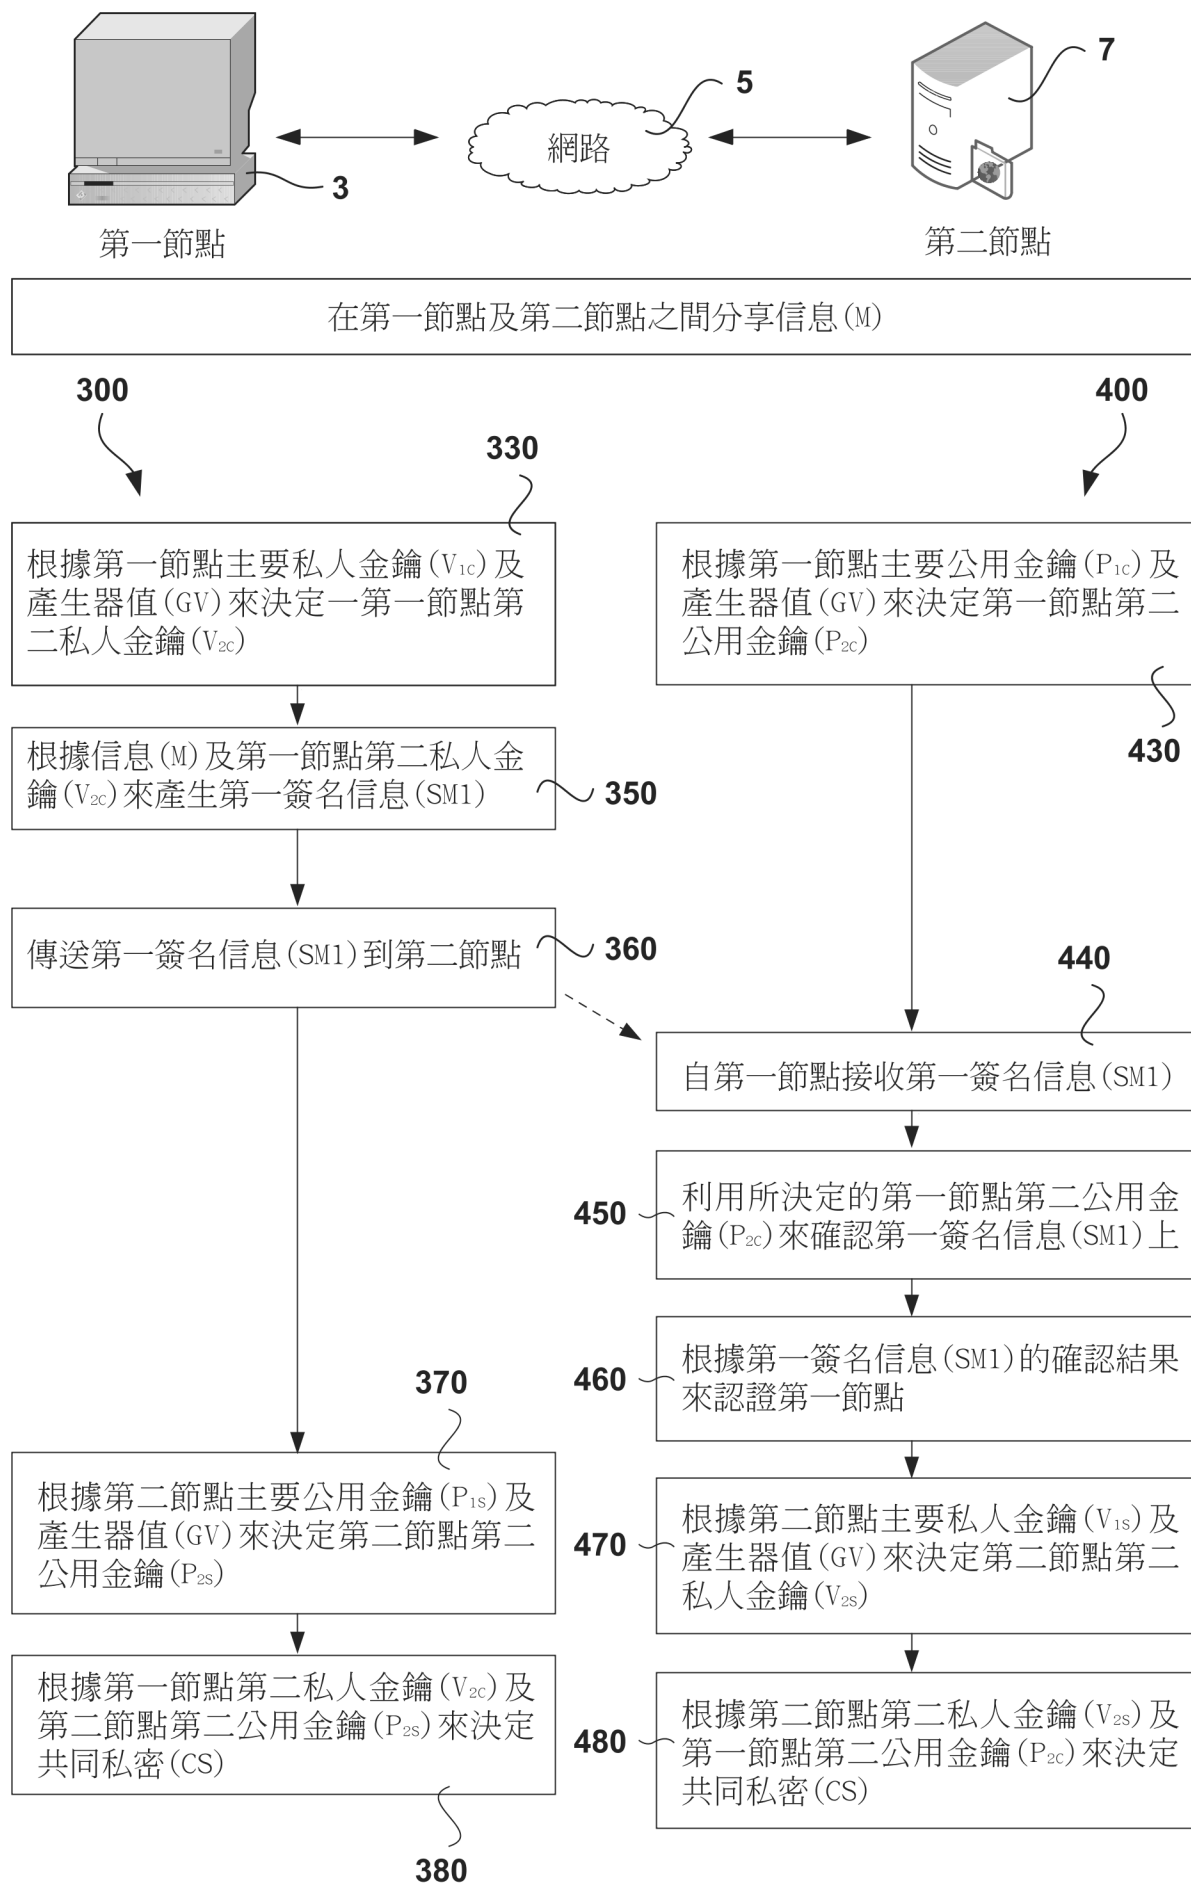 5
7
網路
3
第一節點
第二節點
在第一節點及第二節點之間分享信息(M)
300
400
330
根據第一節點主要私人金鑰(V1C)及
產生器值(GV)來決定一第一節點第
二私人金鑰(V2C)
根據第一節點主要公用金鑰(P1C)及
產生器值(GV)來決定第一節點第二
公用金鑰(P2C)
430
根據信息(M)及第一節點第二私人金
鑰(V2C)來產生第一簽名信息(SM1)
350
傳送第一簽名信息(SM1)到第二節點
360
440
自第一節點接收第一簽名信息(SM1)
450
利用所決定的第一節點第二公用金
鑰(P2C)來確認第一簽名信息(SM1)上
460
根據第一簽名信息(SM1)的確認結果
來認證第一節點
370
根據第二節點主要公用金鑰(P1S)及
產生器值(GV)來決定第二節點第二
公用金鑰(P2S)
470
根據第二節點主要私人金鑰(V1S)及
產生器值(GV)來決定第二節點第二
私人金鑰(V2S)
根據第一節點第二私人金鑰(V2C)及
第二節點第二公用金鑰(P2S)來決定
共同私密(CS)
380
480
根據第二節點第二私人金鑰(V2S)及
第一節點第二公用金鑰(P2C)來決定
共同私密(CS)